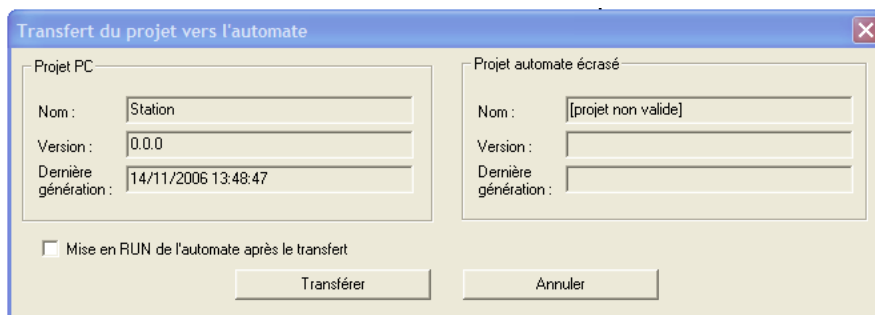 Transfert du projet vers l'automate
Projet PC
Nom :
Station
Version :
0.0.0
Dernière
génération :
14/11/2006 13:48:47
Projet automate écrasé
Nom :
[projet non valide]
Version :
Dernière
génération :
Mise en RUN de l'automate après le transfert
Transférer
Annuler